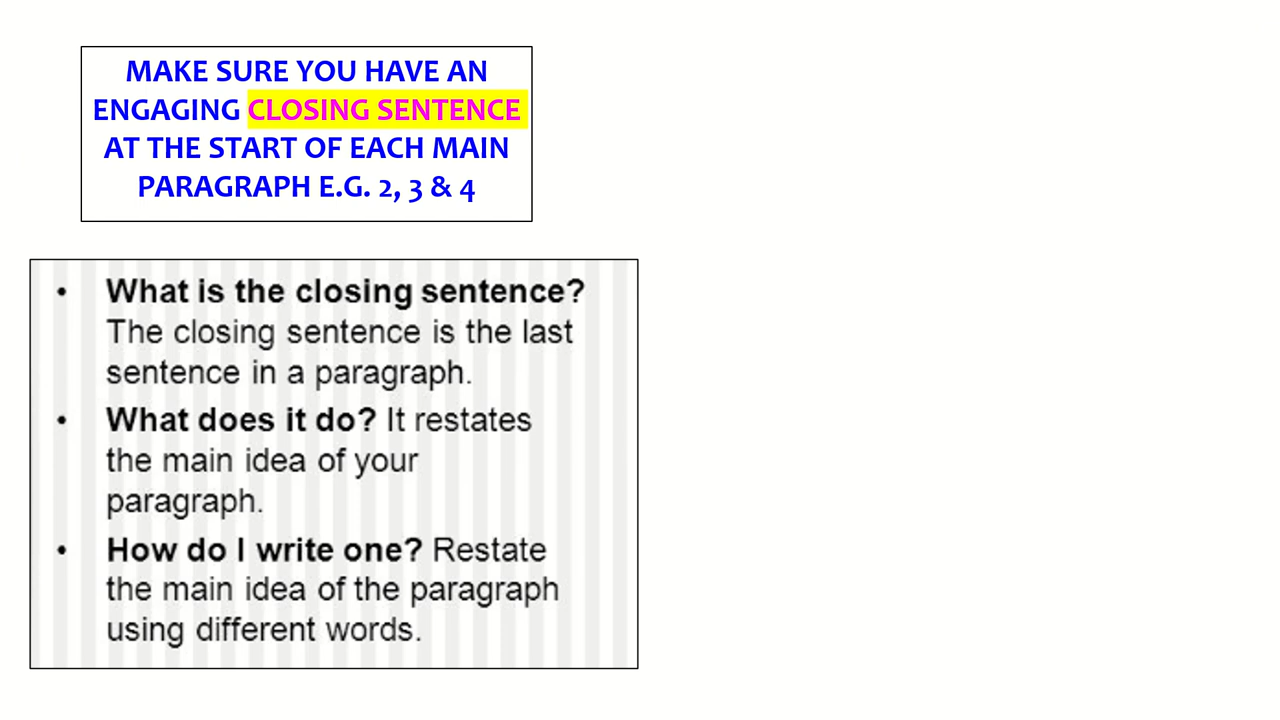 MAKE SURE YOU HAVE AN
ENGAGING CLOSING SENTENCE
AT THE START OF EACH MAIN
PARAGRAPH E.G. 2, 3 & 4
• What is the closing sentence?
The closing sentence is the last
sentence in a paragraph.
• What does it do? It restates
the main idea of your
paragraph.
• How do I write one? Restate
the main idea of the paragraph
using different words.